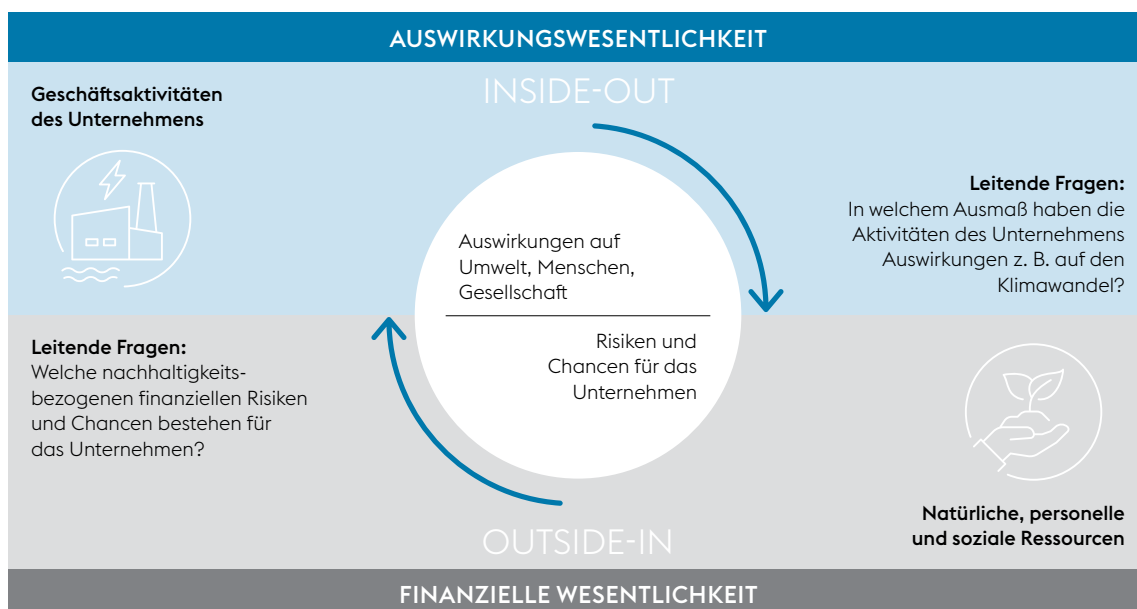 AUSWIRKUNGSWESENTLICHKEIT
INSIDE-OUT
Geschäftsaktivitäten
des Unternehmens
Leitende Fragen:
In welchem Ausmaß haben die
Aktivitäten des Unternehmens
Auswirkungen z. B. auf den
Klimawandel?
Auswirkungen auf
Umwelt, Menschen,
Gesellschaft
Risiken und
Chancen für das
Unternehmen
Leitende Fragen:
Welche nachhaltigkeits-
bezogenen finanziellen Risiken
und Chancen bestehen für
das Unternehmen?
Natürliche, personelle
und soziale Ressourcen
OUTSIDE-IN
FINANZIELLE WESENTLICHKEIT